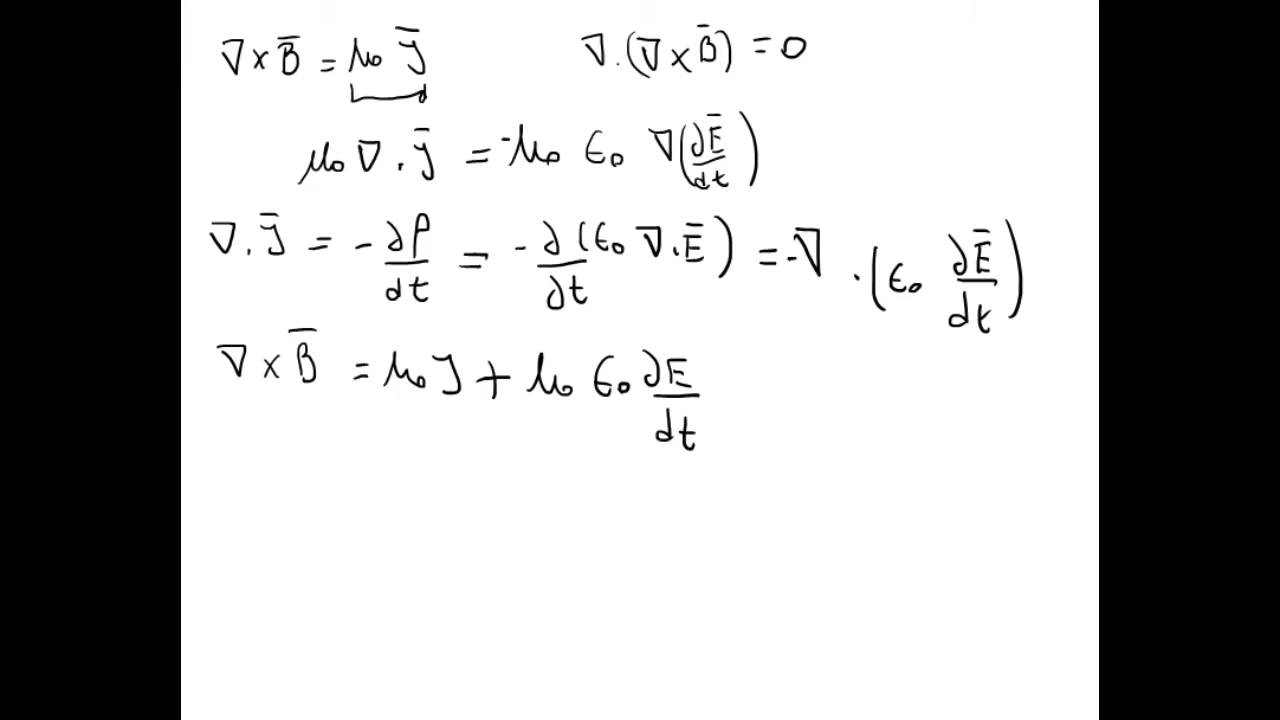 ∇ × B̄ = μ₀ J̄    ∇ . (∇ × B̄) = 0
μ₀ ∇ . J̄ = -μ₀ ϵ₀ ∇(∂Ē/dt)
∇ . J̄ = -∂ρ/dt = -∂/∂t (ϵ₀ ∇ . Ē) = -∇ . (ϵ₀ ∂Ē/dt)
∇ × B̄ = μ₀ J + μ₀ ϵ₀ ∂E/dt